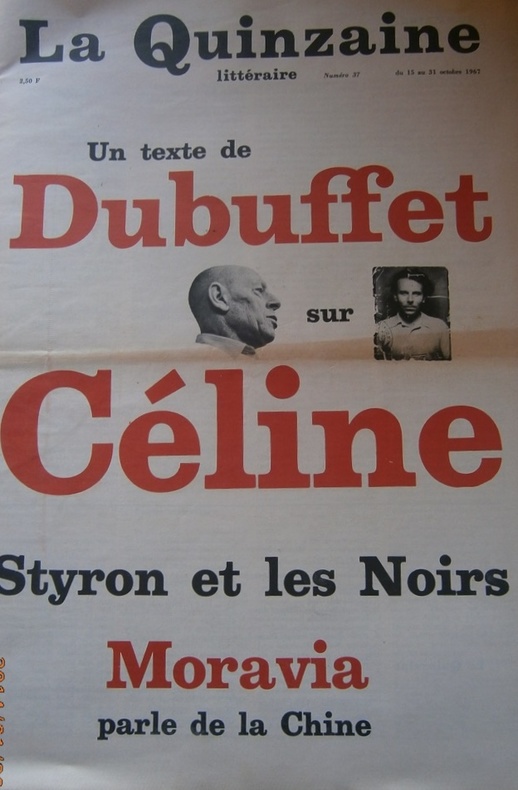 La Quinzaine
2,50 F littéraire Numéro 37 du 15 au 31 octobre 1967
Un texte de
Dubuffet
sur
Céline
Styron et les Noirs
Moravia
parle de la Chine